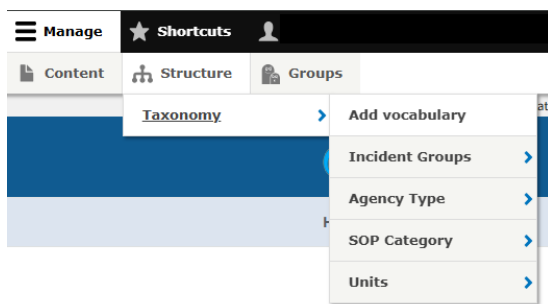 Manage Shortcuts
Content Structure Groups
Taxonomy Add vocabulary
Incident Groups
Agency Type
SOP Category
Units